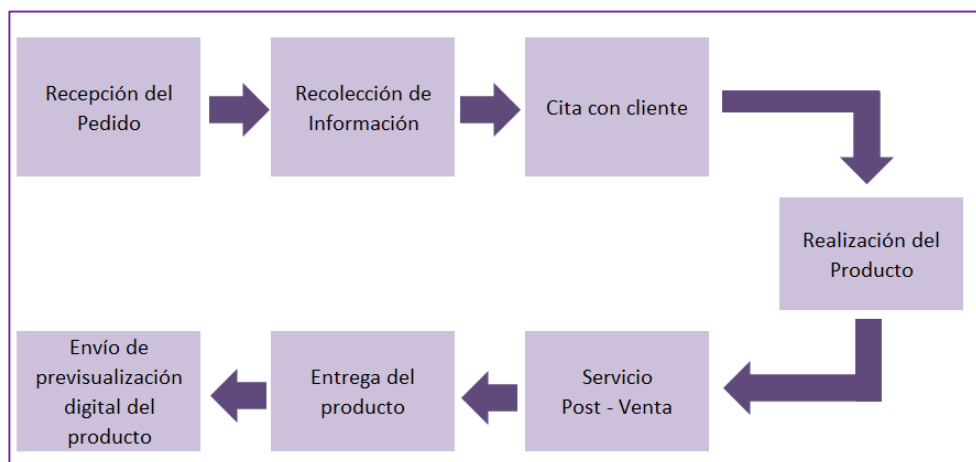 Recepción del
Pedido
Recolección de
Información
Cita con cliente
Realización del
Producto
Servicio
Post - Venta
Entrega del
producto
Envío de
previsualización
digital del
producto